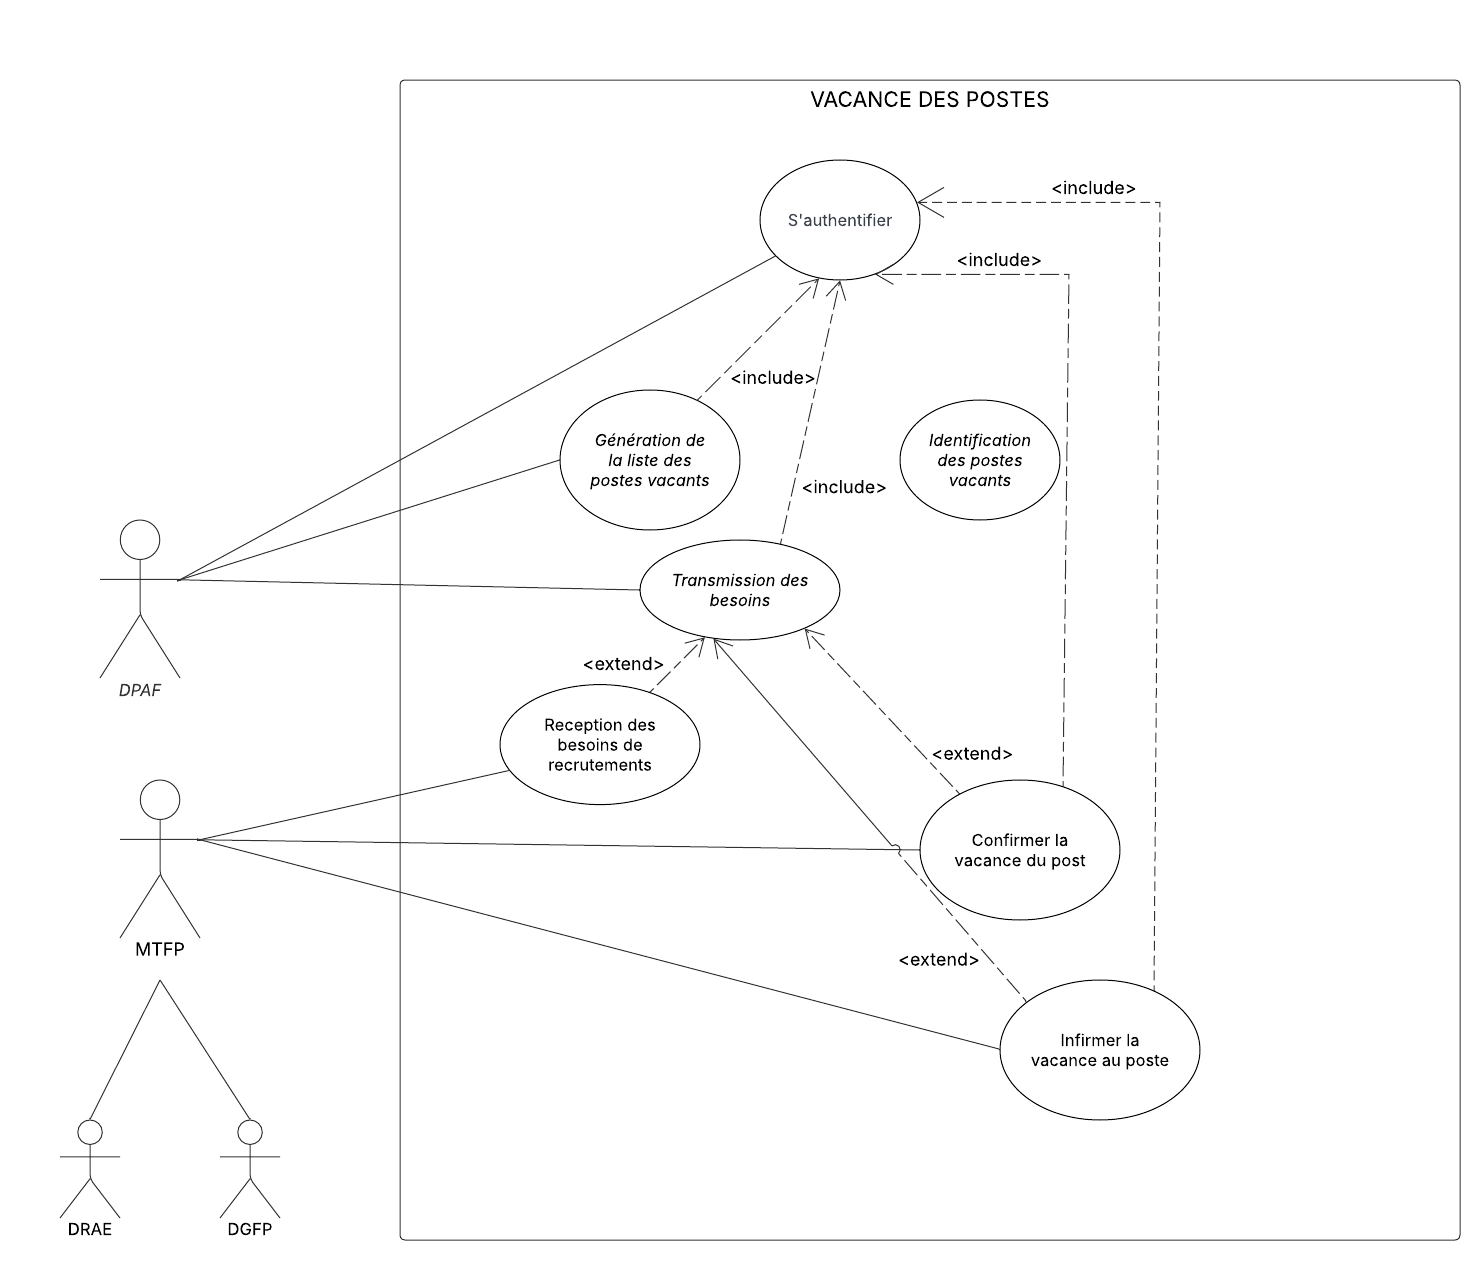 VACANCE DES POSTES
<include>
S'authentifier
<include>
<include>
Génération de
la liste des
postes vacants
Identification
des postes
vacants
<include>
Transmission des
besoins
<extend>
DPAF
Reception des
besoins de
recrutements
<extend>
Confirmer la
vacance du post
MTFP
<extend>
Infirmer la
vacance au poste
DRAE
DGFP